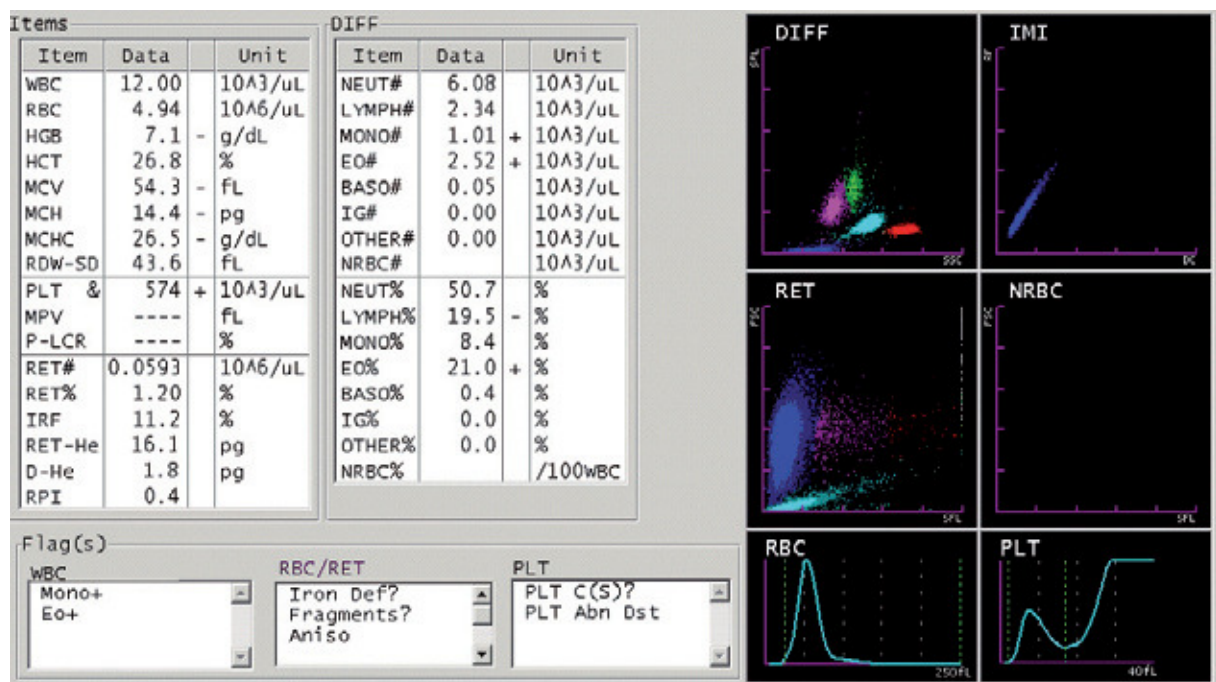 Items
Item Data Unit
WBC 12.00 10^3/uL
RBC 4.94 10^6/uL
HGB 7.1 - g/dL
HCT 26.8 %
MCV 54.3 - fL
MCH 14.4 - pg
MCHC 26.5 - g/dL
RDW-SD 43.6 fL
PLT & 574 + 10^3/uL
MPV ---- fL
P-LCR ---- %
RET# 0.0593 10^6/uL
RET% 1.20 %
IRF 11.2 %
RET-He 16.1 pg
D-He 1.8 pg
RPI 0.4
DIFF
Item Data Unit
NEUT# 6.08 10^3/uL
LYMPH# 2.34 10^3/uL
MONO# 1.01 + 10^3/uL
EO# 2.52 + 10^3/uL
BASO# 0.05 10^3/uL
IG# 0.00 10^3/uL
OTHER# 0.00 10^3/uL
NRBC# 10^3/uL
NEUT% 50.7 %
LYMPH% 19.5 - %
MONO% 8.4 %
EO% 21.0 + %
BASO% 0.4 %
IG% 0.0 %
OTHER% 0.0 %
NRBC% /100WBC
Flag(s)
WBC
Mono+
Eo+
RBC/RET
Iron Def?
Fragments?
Aniso
PLT
PLT C(S)?
PLT Abn Dst
DIFF
SFL
SSC
IMI
RF
DC
RET
FSC
SFL
NRBC
FSC
SFL
RBC
250fL
PLT
40fL